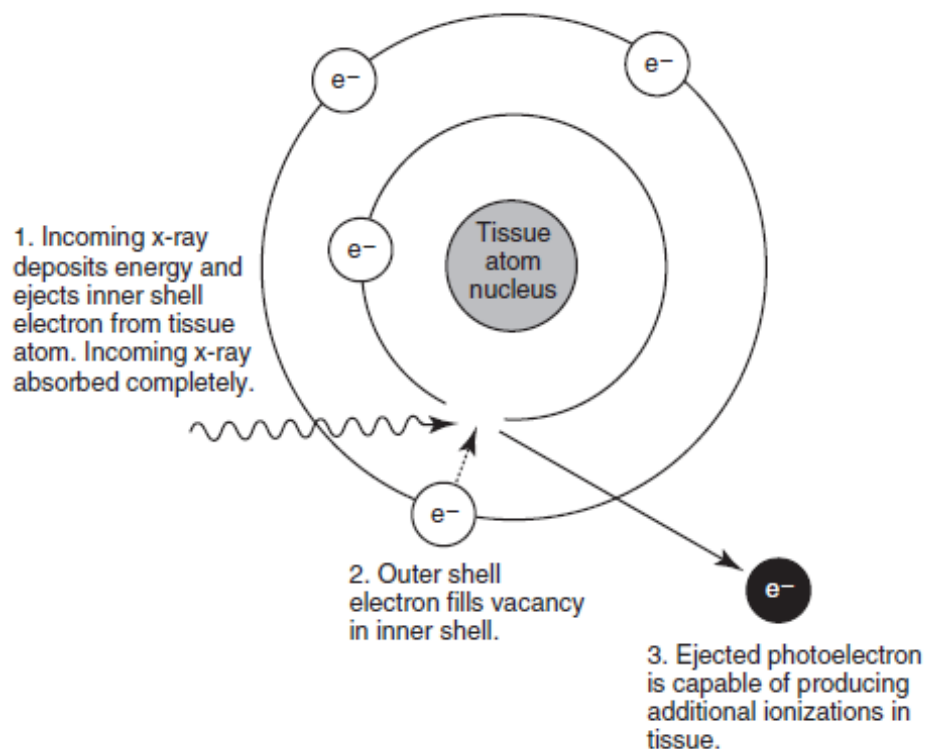 e–
e–
1. Incoming x-ray
deposits energy and
ejects inner shell
electron from tissue
atom. Incoming x-ray
absorbed completely.
e–
Tissue
atom
nucleus
e–
2. Outer shell
electron fills vacancy
in inner shell.
e–
3. Ejected photoelectron
is capable of producing
additional ionizations in
tissue.